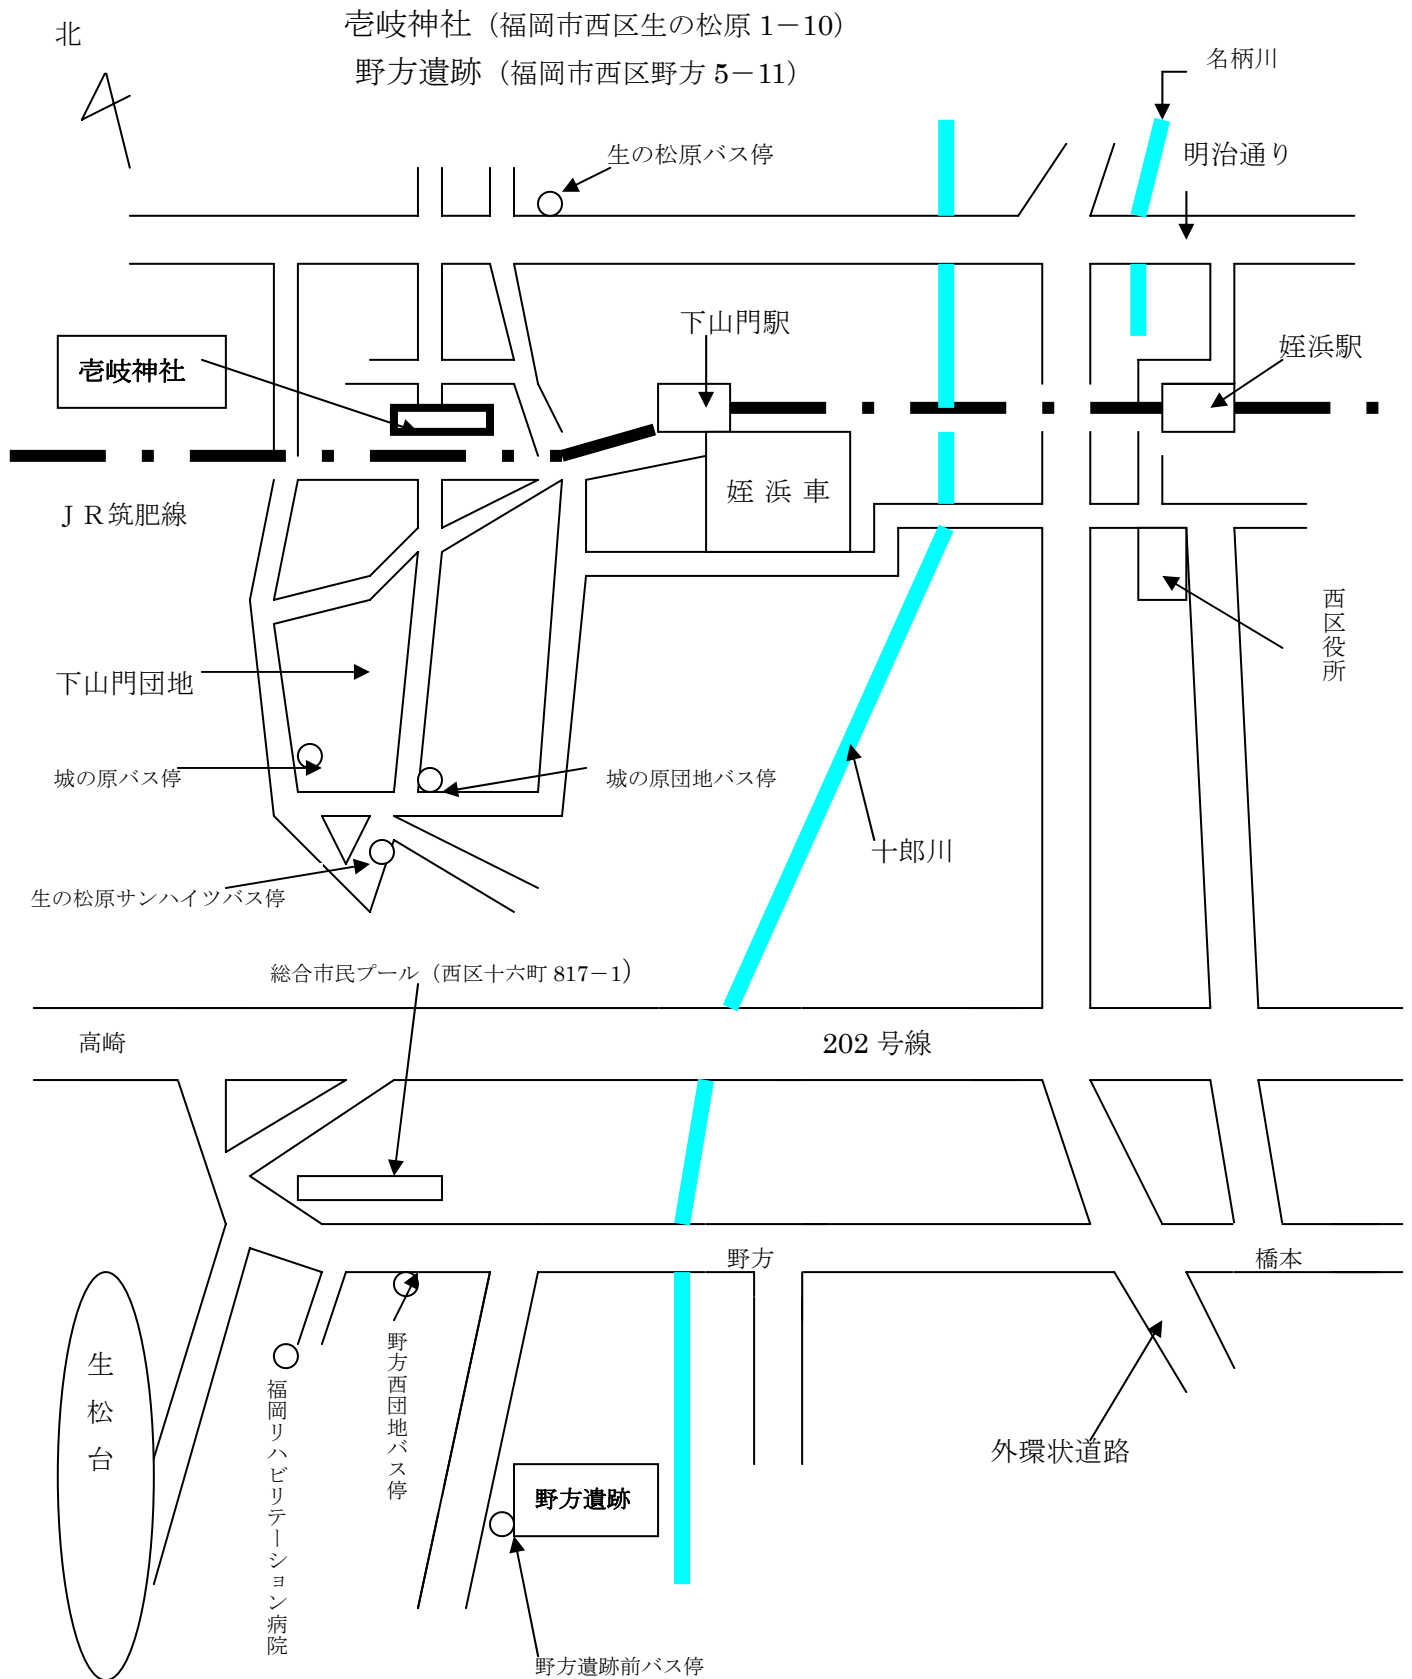 北
壱岐神社（福岡市西区生の松原 1－10）
野方遺跡（福岡市西区野方 5－11）
名柄川
生の松原バス停
明治通り
下山門駅
姪浜駅
壱岐神社
姪 浜 車
ＪＲ筑肥線
西区役所
下山門団地
城の原バス停
城の原団地バス停
十郎川
生の松原サンハイツバス停
総合市民プール（西区十六町 817－1）
高崎
202 号線
野方
橋本
生松台
野方西団地バス停
福岡リハビリテーション病院
外環状道路
野方遺跡
野方遺跡前バス停